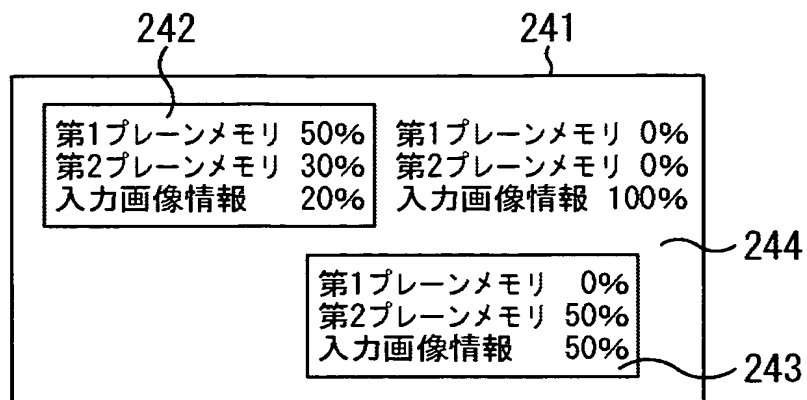 242
241
第1プレーンメモリ 50%
第2プレーンメモリ 30%
入力画像情報 20%
第1プレーンメモリ 0%
第2プレーンメモリ 0%
入力画像情報 100%
244
第1プレーンメモリ 0%
第2プレーンメモリ 50%
入力画像情報 50%
243